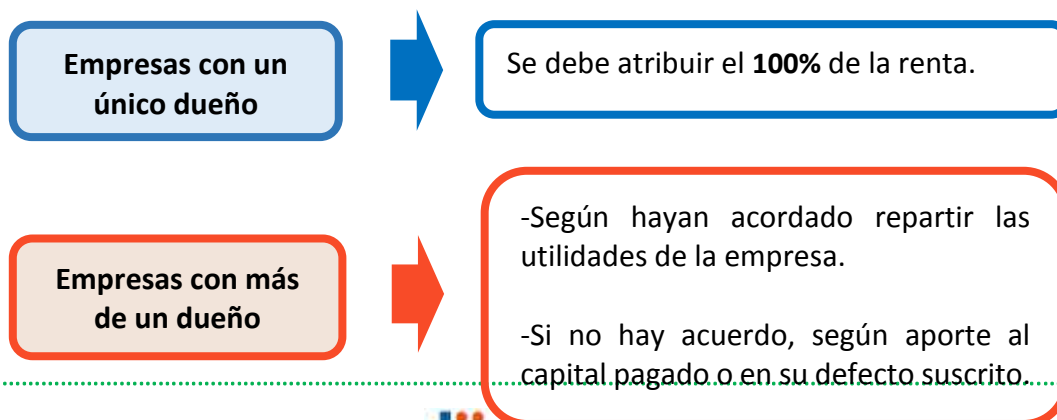 Empresas con un
único dueño
Se debe atribuir el 100% de la renta.
Empresas con más
de un dueño
-Según hayan acordado repartir las
utilidades de la empresa.
-Si no hay acuerdo, según aporte al
capital pagado o en su defecto suscrito.